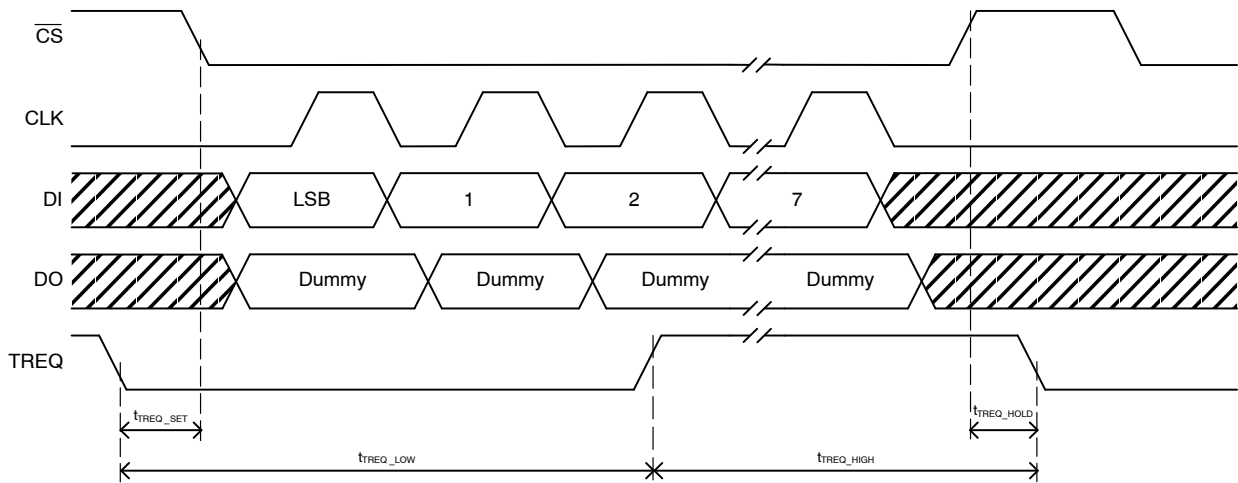 CS
CLK
DI LSB 1 2 7
DO Dummy Dummy Dummy Dummy
TREQ
tTREQ_SET tTREQ_HOLD
tTREQ_LOW tTREQ_HIGH